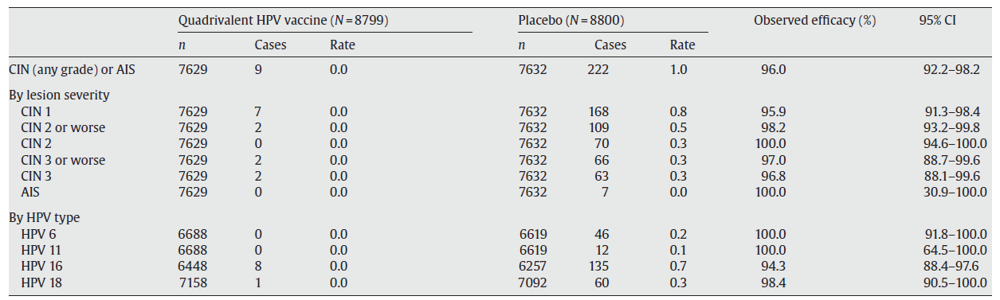 Quadrivalent HPV vaccine (N = 8799) Placebo (N = 8800) Observed efficacy (%) 95% CI
n Cases Rate n Cases Rate
CIN (any grade) or AIS 7629 9 0.0 7632 222 1.0 96.0 92.2–98.2
By lesion severity
CIN 1 7629 7 0.0 7632 168 0.8 95.9 91.3–98.4
CIN 2 or worse 7629 2 0.0 7632 109 0.5 98.2 93.2–99.8
CIN 2 7629 0 0.0 7632 70 0.3 100.0 94.6–100.0
CIN 3 or worse 7629 2 0.0 7632 66 0.3 97.0 88.7–99.6
CIN 3 7629 2 0.0 7632 63 0.3 96.8 88.1–99.6
AIS 7629 0 0.0 7632 7 0.0 100.0 30.9–100.0
By HPV type
HPV 6 6688 0 0.0 6619 46 0.2 100.0 91.8–100.0
HPV 11 6688 0 0.0 6619 12 0.1 100.0 64.5–100.0
HPV 16 6448 8 0.0 6257 135 0.7 94.3 88.4–97.6
HPV 18 7158 1 0.0 7092 60 0.3 98.4 90.5–100.0